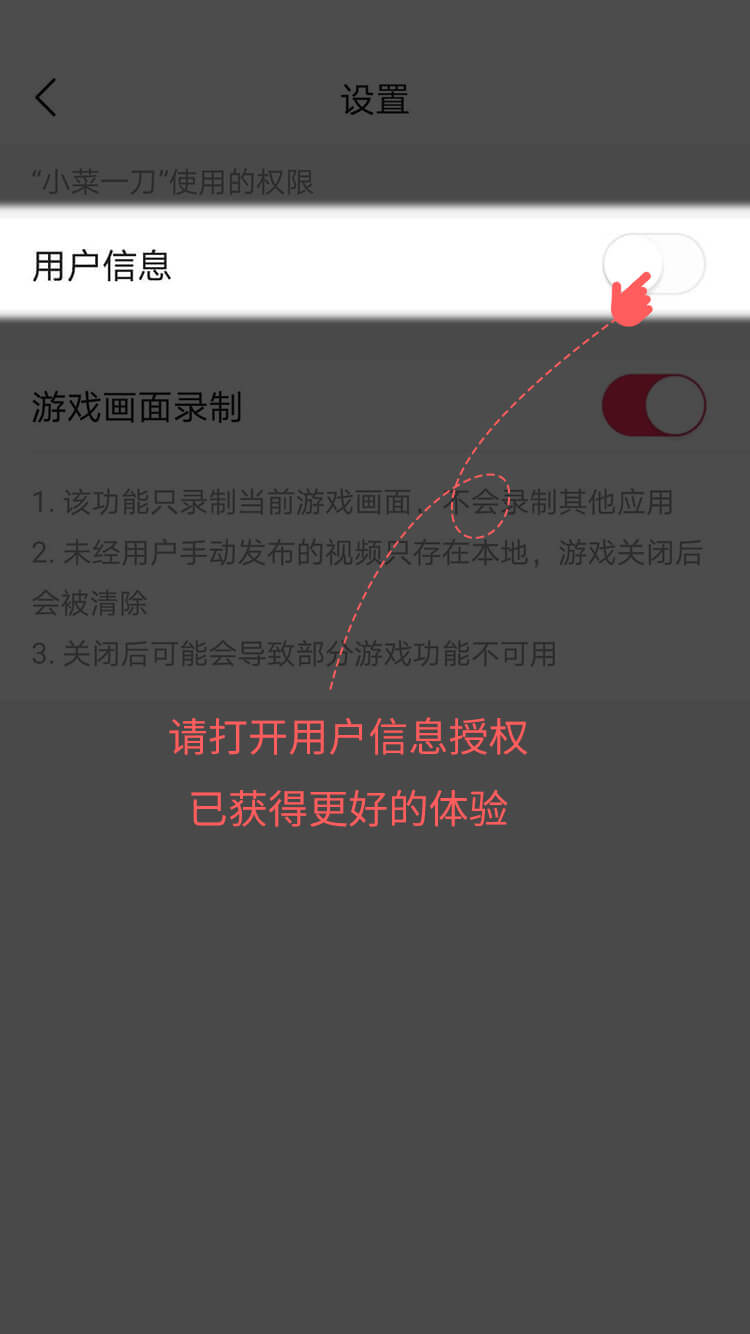 设置
“小菜一刀”使用的权限
用户信息
游戏画面录制
1. 该功能只录制当前游戏画面，不会录制其他应用
2. 未经用户手动发布的视频只存在本地，游戏关闭后
会被清除
3. 关闭后可能会导致部分游戏功能不可用
请打开用户信息授权
已获得更好的体验